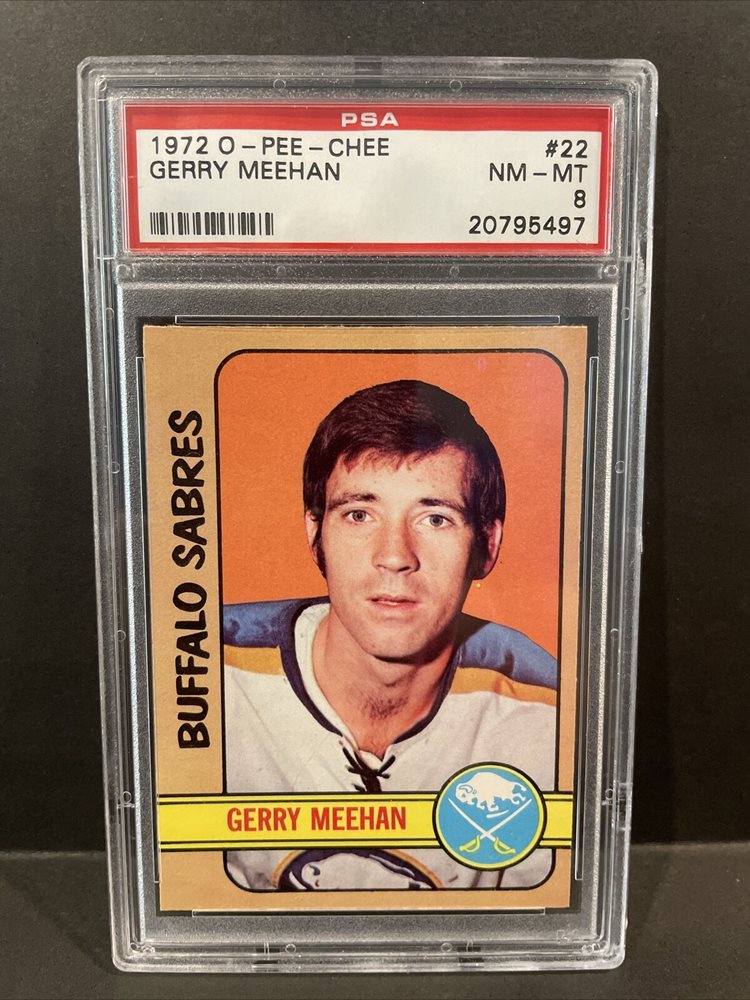 PSA
1972 O-PEE-CHEE #22
GERRY MEEHAN NM-MT
8
20795497
BUFFALO SABRES
GERRY MEEHAN